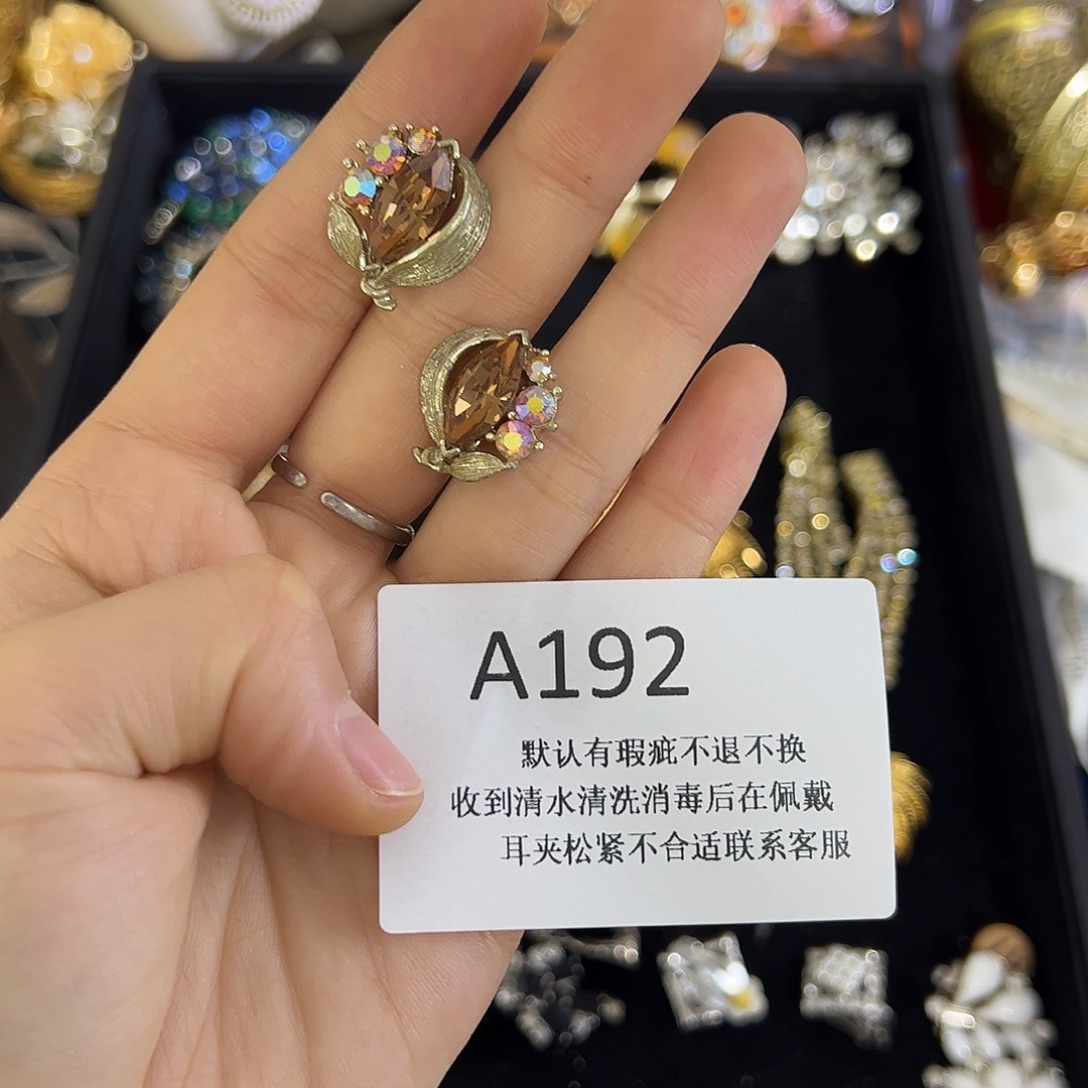 A192
默认有瑕疵不退不换
收到清水清洗消毒后在佩戴
耳夹松紧不合适联系客服